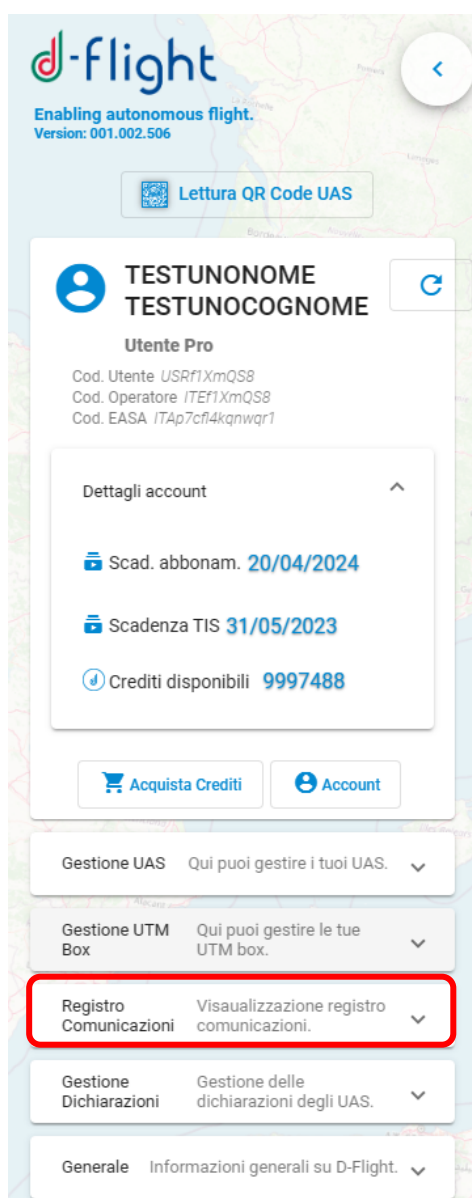 d-flight
Enabling autonomous flight.
Version: 001.002.506
Lettura QR Code UAS
TESTUNONOME
TESTUNOCOGNOME
Utente Pro
Cod. Utente USRf1XmQS8
Cod. Operatore ITEf1XmQS8
Cod. EASA ITAp7cfl4kqnwqr1
Dettagli account
Scad. abbonam. 20/04/2024
Scadenza TIS 31/05/2023
Crediti disponibili 9997488
Acquista Crediti
Account
Gestione UAS Qui puoi gestire i tuoi UAS.
Gestione UTM Qui puoi gestire le tue
Box UTM box.
Registro Visaualizzazione registro
Comunicazioni comunicazioni.
Gestione Gestione delle
Dichiarazioni dichiarazioni degli UAS.
Generale Informazioni generali su D-Flight.